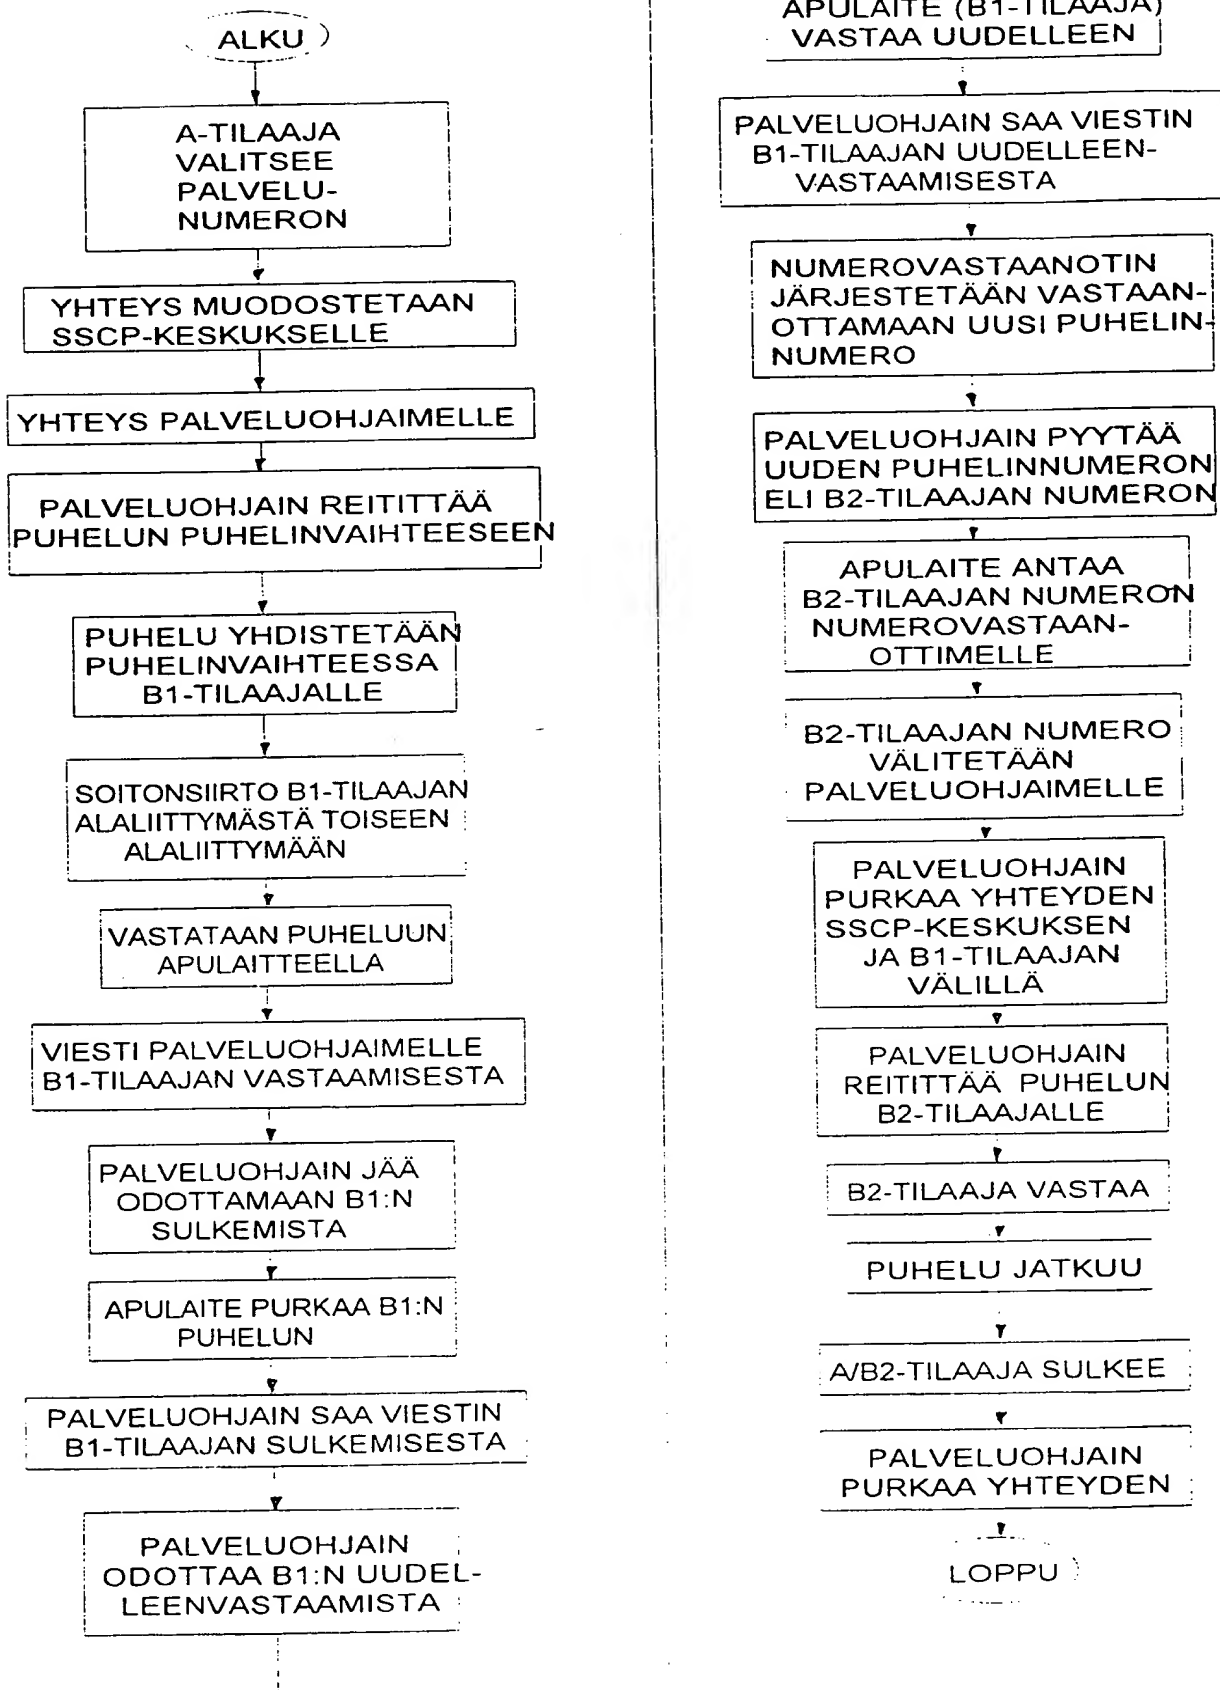 ALKU
A-TILAAJA
VALITSEE
PALVELU-
NUMERON
YHTEYS MUODOSTETAAN
SSCP-KESKUKSELLE
YHTEYS PALVELUOHJAIMELLE
PALVELUOHJAIN REITITTÄÄ
PUHELUN PUHELINVAIHTEESEEN
PUHELU YHDISTETÄÄN
PUHELINVAIHTEESSA
B1-TILAAJALLE
SOITONSIIRTO B1-TILAAJAN
ALALIITTYMÄSTÄ TOISEEN
ALALIITTYMÄÄN
VASTATAAN PUHELUUN
APULAITTEELLA
VIESTI PALVELUOHJAIMELLE
B1-TILAAJAN VASTAAMISESTA
PALVELUOHJAIN JÄÄ
ODOTTAMAAN B1:N
SULKEMISTA
APULAITE PURKAA B1:N
PUHELUN
PALVELUOHJAIN SAA VIESTIN
B1-TILAAJAN SULKEMISESTA
PALVELUOHJAIN
ODOTTAA B1:N UUDEL-
LEENVASTAAMISTA
APULAITE (B1-TILAAJA)
VASTAA UUDELLEEN
PALVELUOHJAIN SAA VIESTIN
B1-TILAAJAN UUDELLEEN-
VASTAAMISESTA
NUMEROVASTAANOTIN
JÄRJESTETÄÄN VASTAAN-
OTTAMAAN UUSI PUHELIN-
NUMERO
PALVELUOHJAIN PYYTÄÄ
UUDEN PUHELINNUMERON
ELI B2-TILAAJAN NUMERON
APULAITE ANTAA
B2-TILAAJAN NUMERON
NUMEROVASTAAN-
OTTIMELLE
B2-TILAAJAN NUMERO
VÄLITETÄÄN
PALVELUOHJAIMELLE
PALVELUOHJAIN
PURKAA YHTEYDEN
SSCP-KESKUKSEN
JA B1-TILAAJAN
VÄLILLÄ
PALVELUOHJAIN
REITITTÄÄ PUHELUN
B2-TILAAJALLE
B2-TILAAJA VASTAA
PUHELU JATKUU
A/B2-TILAAJA SULKEE
PALVELUOHJAIN
PURKAA YHTEYDEN
LOPPU